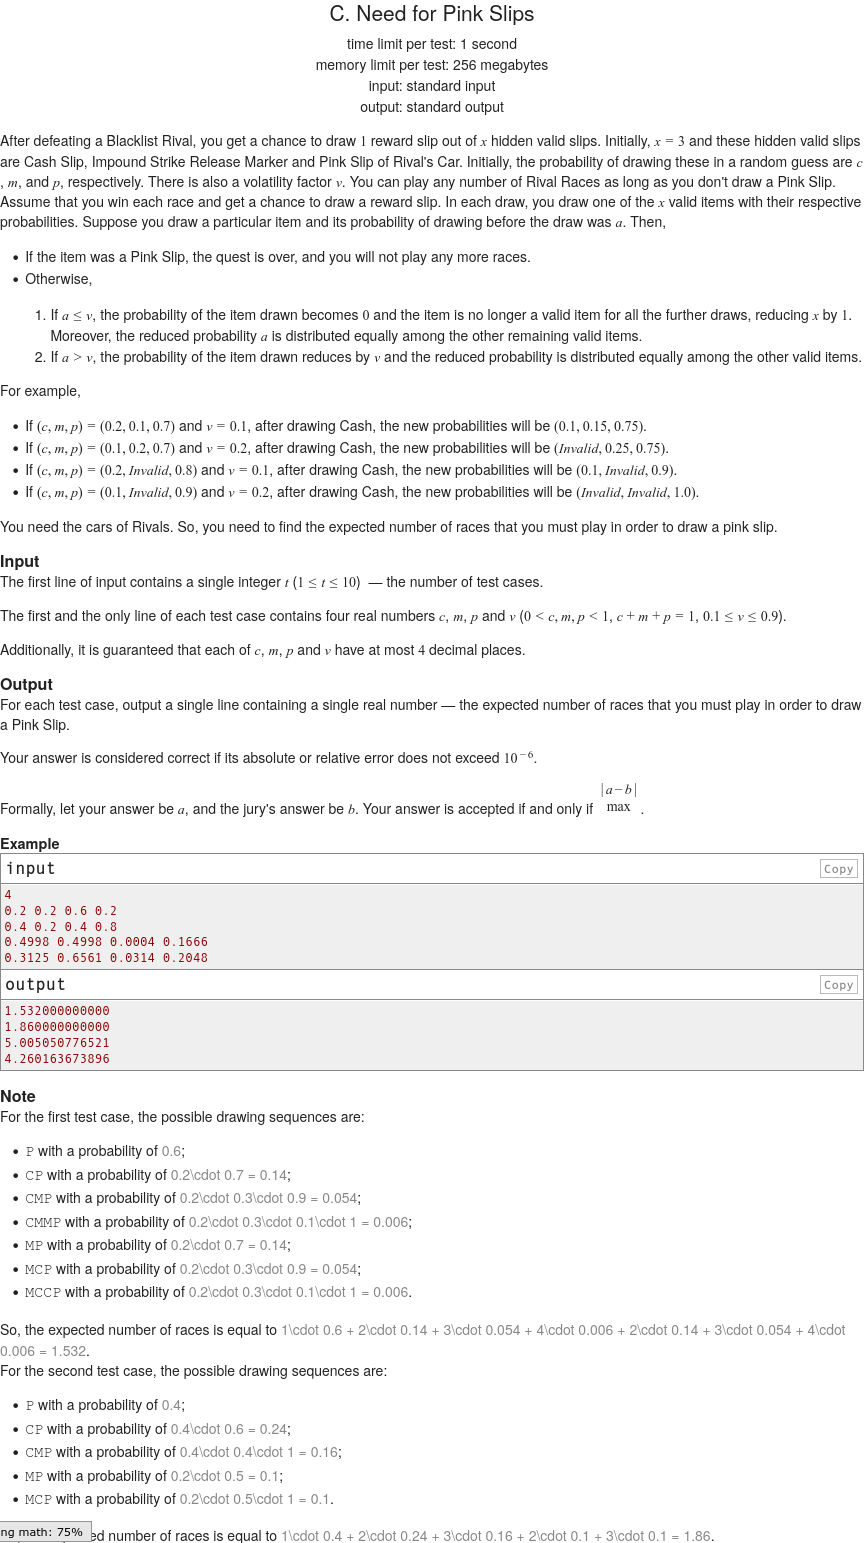 C. Need for Pink Slips
time limit per test: 1 second
memory limit per test: 256 megabytes
input: standard input
output: standard output
After defeating a Blacklist Rival, you get a chance to draw 1 reward slip out of x hidden valid slips. Initially, x = 3 and these hidden valid slips
are Cash Slip, Impound Strike Release Marker and Pink Slip of Rival's Car. Initially, the probability of drawing these in a random guess are c
, m, and p, respectively. There is also a volatility factor v. You can play any number of Rival Races as long as you don't draw a Pink Slip.
Assume that you win each race and get a chance to draw a reward slip. In each draw, you draw one of the x valid items with their respective
probabilities. Suppose you draw a particular item and its probability of drawing before the draw was a. Then,
• If the item was a Pink Slip, the quest is over, and you will not play any more races.
• Otherwise,
1. If a ≤ v, the probability of the item drawn becomes 0 and the item is no longer a valid item for all the further draws, reducing x by 1.
Moreover, the reduced probability a is distributed equally among the other remaining valid items.
2. If a > v, the probability of the item drawn reduces by v and the reduced probability is distributed equally among the other valid items.
For example,
• If (c, m, p) = (0.2, 0.1, 0.7) and v = 0.1, after drawing Cash, the new probabilities will be (0.1, 0.15, 0.75).
• If (c, m, p) = (0.1, 0.2, 0.7) and v = 0.2, after drawing Cash, the new probabilities will be (Invalid, 0.25, 0.75).
• If (c, m, p) = (0.2, Invalid, 0.8) and v = 0.1, after drawing Cash, the new probabilities will be (0.1, Invalid, 0.9).
• If (c, m, p) = (0.1, Invalid, 0.9) and v = 0.2, after drawing Cash, the new probabilities will be (Invalid, Invalid, 1.0).
You need the cars of Rivals. So, you need to find the expected number of races that you must play in order to draw a pink slip.
Input
The first line of input contains a single integer t (1 ≤ t ≤ 10) — the number of test cases.
The first and the only line of each test case contains four real numbers c, m, p and v (0 < c, m, p < 1, c + m + p = 1, 0.1 ≤ v ≤ 0.9).
Additionally, it is guaranteed that each of c, m, p and v have at most 4 decimal places.
Output
For each test case, output a single line containing a single real number — the expected number of races that you must play in order to draw
a Pink Slip.
Your answer is considered correct if its absolute or relative error does not exceed 10^−6.
Formally, let your answer be a, and the jury's answer be b. Your answer is accepted if and only if |a−b| max .
Example
input Copy
4
0.2 0.2 0.6 0.2
0.4 0.2 0.4 0.8
0.4998 0.4998 0.0004 0.1666
0.3125 0.6561 0.0314 0.2048
output Copy
1.532000000000
1.860000000000
5.005050776521
4.260163673896
Note
For the first test case, the possible drawing sequences are:
• P with a probability of 0.6;
• CP with a probability of 0.2\cdot 0.7 = 0.14;
• CMP with a probability of 0.2\cdot 0.3\cdot 0.9 = 0.054;
• CMMP with a probability of 0.2\cdot 0.3\cdot 0.1\cdot 1 = 0.006;
• MP with a probability of 0.2\cdot 0.7 = 0.14;
• MCP with a probability of 0.2\cdot 0.3\cdot 0.9 = 0.054;
• MCCP with a probability of 0.2\cdot 0.3\cdot 0.1\cdot 1 = 0.006.
So, the expected number of races is equal to 1\cdot 0.6 + 2\cdot 0.14 + 3\cdot 0.054 + 4\cdot 0.006 + 2\cdot 0.14 + 3\cdot 0.054 + 4\cdot
0.006 = 1.532.
For the second test case, the possible drawing sequences are:
• P with a probability of 0.4;
• CP with a probability of 0.4\cdot 0.6 = 0.24;
• CMP with a probability of 0.4\cdot 0.4\cdot 1 = 0.16;
• MP with a probability of 0.2\cdot 0.5 = 0.1;
• MCP with a probability of 0.2\cdot 0.5\cdot 1 = 0.1.
ng math: 75% ed number of races is equal to 1\cdot 0.4 + 2\cdot 0.24 + 3\cdot 0.16 + 2\cdot 0.1 + 3\cdot 0.1 = 1.86.